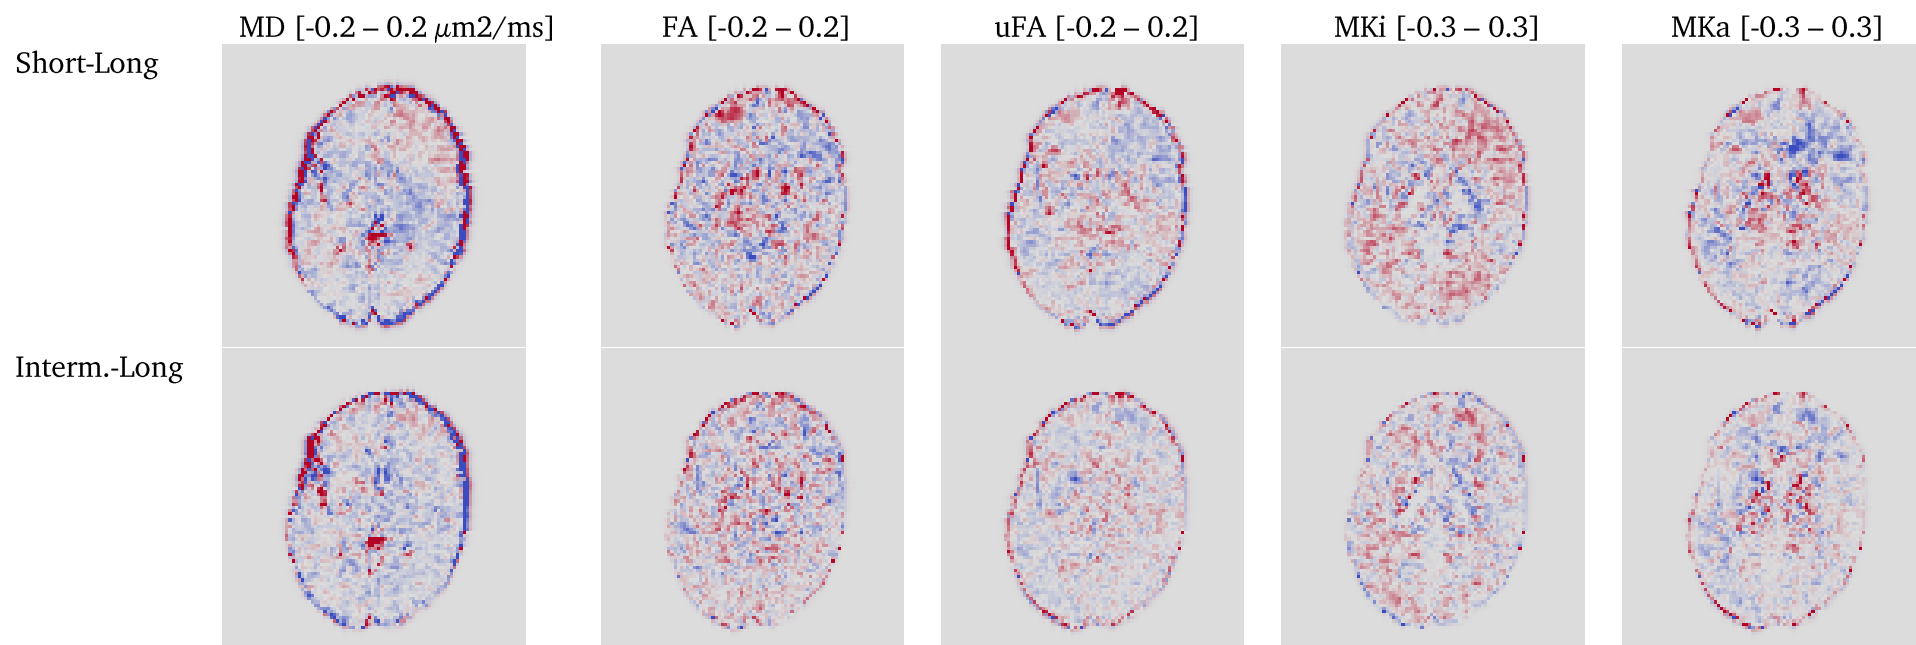 MD [-0.2 – 0.2 μm2/ms] FA [-0.2 – 0.2] uFA [-0.2 – 0.2] MKi [-0.3 – 0.3] MKa [-0.3 – 0.3]
Short-Long
Interm.-Long